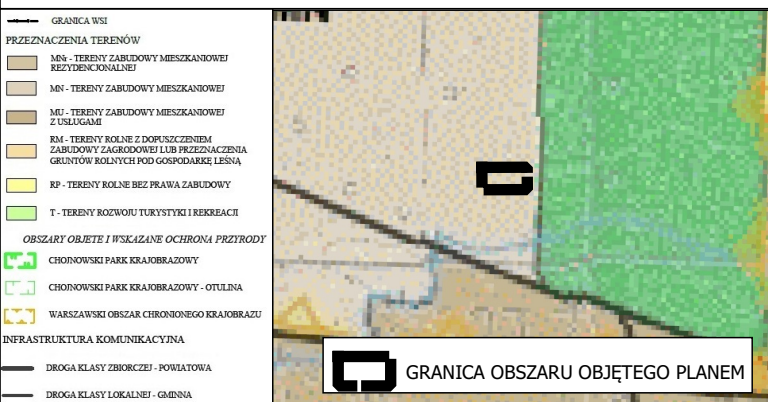 GRANICA WSI
PRZEZNACZENIA TERENÓW
MNr - TERENY ZABUDOWY MIESZKANIOWEJ
REZYDENCJONALNEJ
MN - TERENY ZABUDOWY MIESZKANIOWEJ
MU - TERENY ZABUDOWY MIESZKANIOWEJ
Z USŁUGAMI
RM - TERENY ROLNE Z DOPUSZCZENIEM
ZABUDOWY ZAGRODOWEJ LUB PRZEZNACZENIA
GRUNTÓW ROLNYCH POD GOSPODARKĘ LEŚNĄ
RP - TERENY ROLNE BEZ PRAWA ZABUDOWY
T - TERENY ROZWOJU TURYSTYKI I REKREACJI
OBSZARY OBJETE I WSKAZANE OCHRONA PRZYRODY
CHOJNOWSKI PARK KRAJOBRAZOWY
CHOJNOWSKI PARK KRAJOBRAZOWY - OTULINA
WARSZAWSKI OBSZAR CHRONIONEGO KRAJOBRAZU
INFRASTRUKTURA KOMUNIKACYJNA
DROGA KLASY ZBIORCZEJ - POWIATOWA
DROGA KLASY LOKALNEJ - GMINNA
GRANICA OBSZARU OBJĘTEGO PLANEM